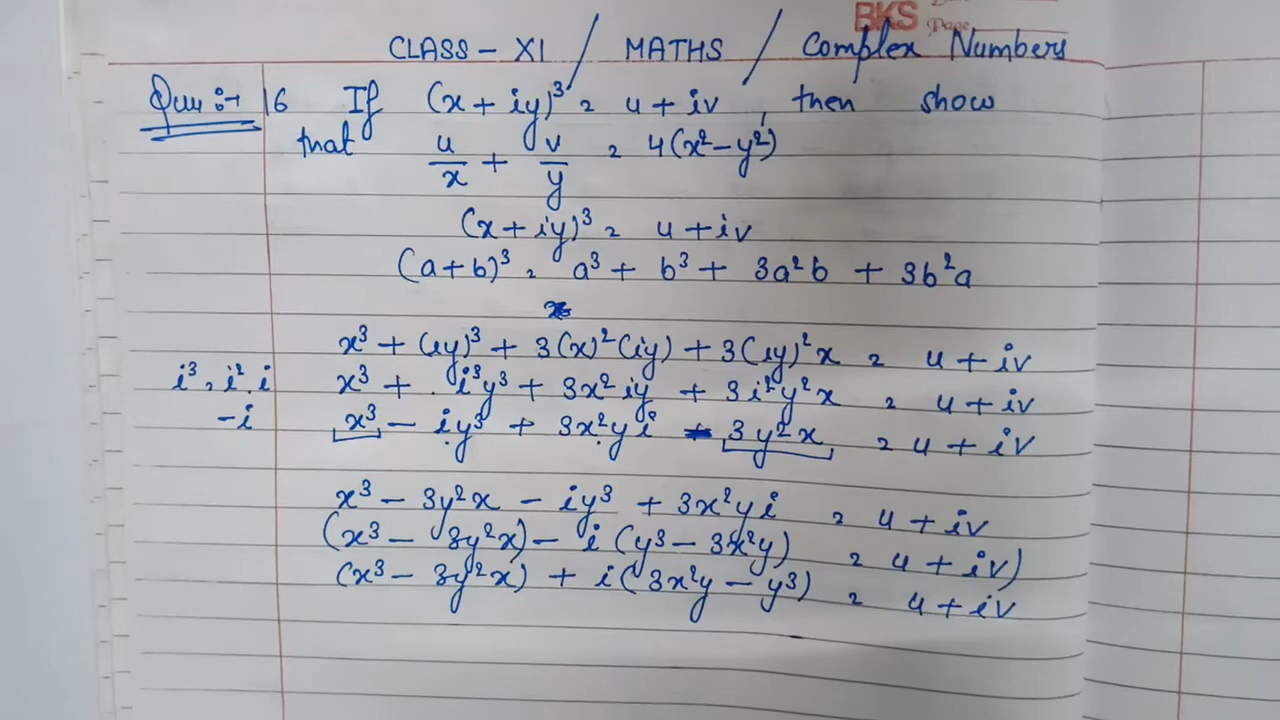 BKS
Page
CLASS - XI / MATHS / Complex Numbers
Ques:- 16 If (x + iy)³ = u + iv, then show
that u/x + v/y = 4(x² - y²)
(x + iy)³ = u + iv
(a + b)³ = a³ + b³ + 3a²b + 3b²a
x³ + (iy)³ + 3(x)²(iy) + 3(iy)²x = u + iv
i³ = i².i x³ + i³y³ + 3x²iy + 3i²y²x = u + iv
-i x³ - iy³ + 3x²yi - 3y²x = u + iv
x³ - 3y²x - iy³ + 3x²yi = u + iv
(x³ - 3y²x) - i(y³ - 3x²y) = u + iv)
(x³ - 3y²x) + i(3x²y - y³) = u + iv